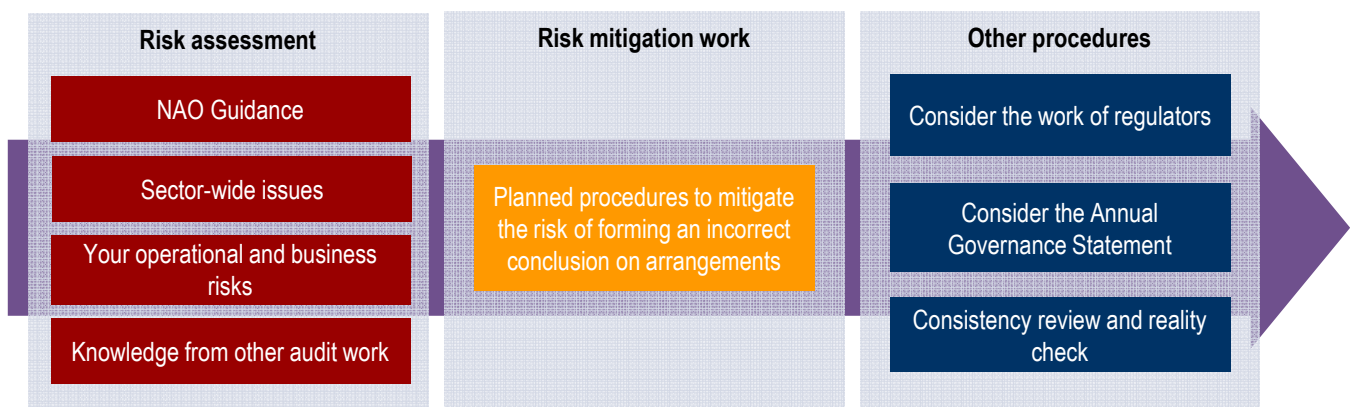 Risk assessment
NAO Guidance
Sector-wide issues
Your operational and business
risks
Knowledge from other audit work
Risk mitigation work
Planned procedures to mitigate
the risk of forming an incorrect
conclusion on arrangements
Other procedures
Consider the work of regulators
Consider the Annual
Governance Statement
Consistency review and reality
check